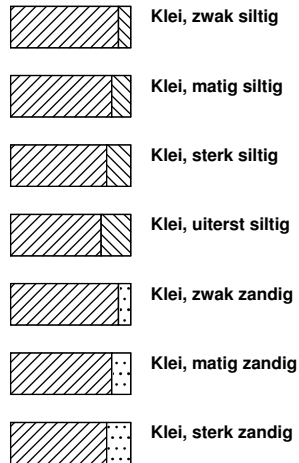 Klei, zwak siltig
Klei, matig siltig
Klei, sterk siltig
Klei, uiterst siltig
Klei, zwak zandig
Klei, matig zandig
Klei, sterk zandig